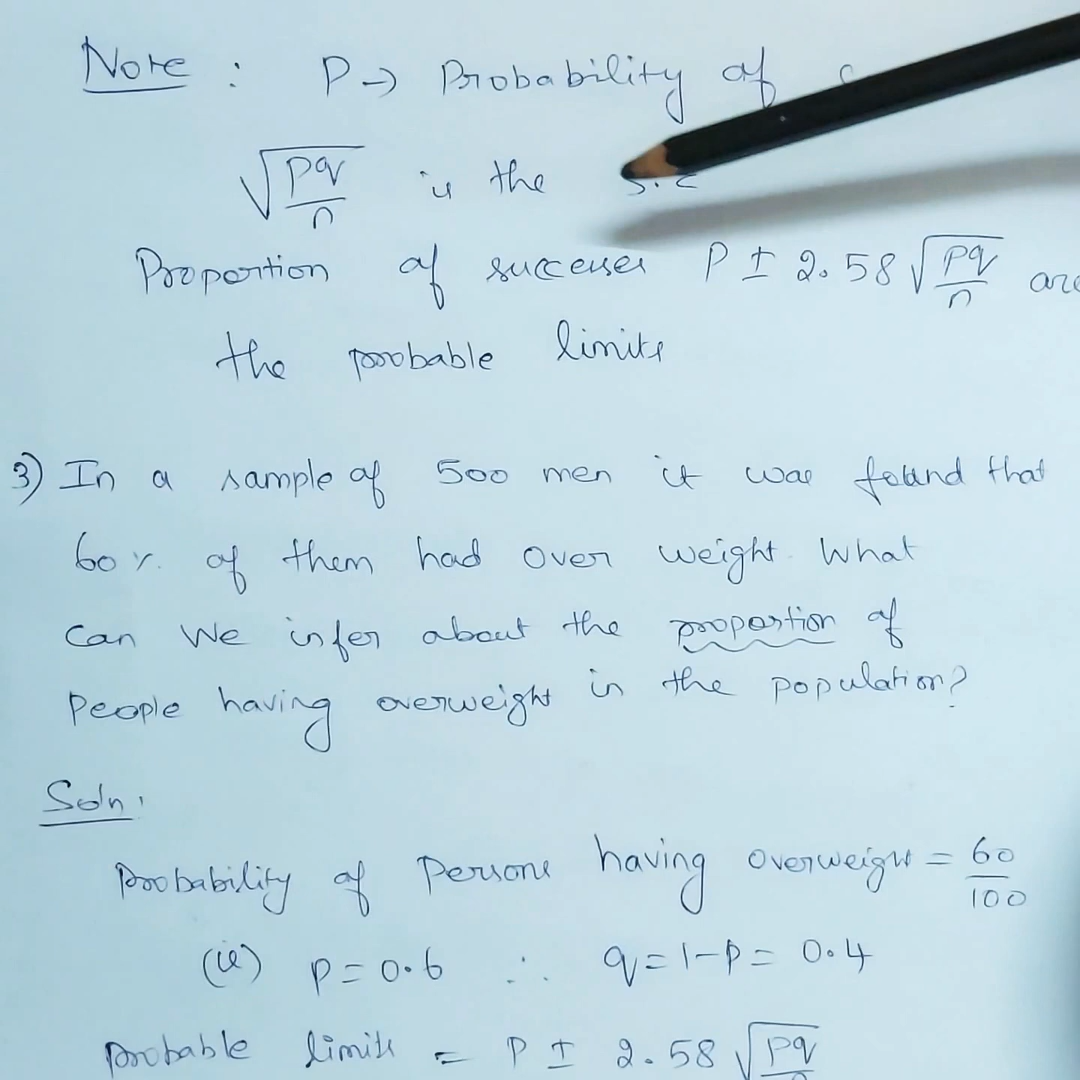 Note : P → Probability of
√pq/n is the s.e
Proportion of successes P ± 2.58 √pq/n are
the probable limits
3) In a sample of 500 men it was found that
60 % of them had over weight. What
can we infer about the proportion of
people having overweight in the population?
Soln:
Probability of persons having overweight = 60/100
(ie) p = 0.6 ∴ q = 1-p = 0.4
Probable limits = P ± 2.58 √pq/n